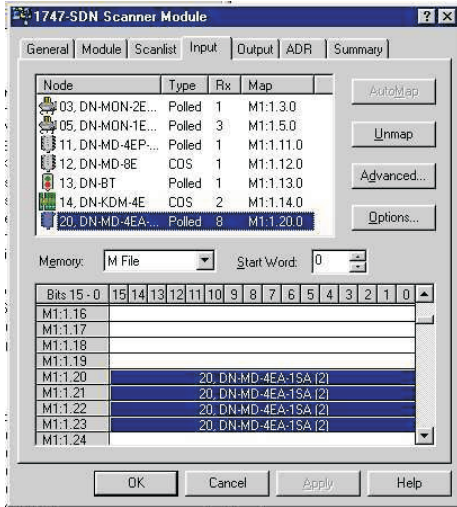 1747-SDN Scanner Module
General Module Scanlist Input Output ADR Summary
Node Type Rx Map
03, DN-MON-2E... Polled 1 M1:1.3.0
05, DN-MON-1E... Polled 3 M1:1.5.0
11, DN-MD-4EP-... Polled 1 M1:1.11.0
12, DN-MD-8E COS 1 M1:1.12.0
13, DN-BT Polled 1 M1:1.13.0
14, DN-KDM-4E COS 2 M1:1.14.0
20, DN-MD-4EA-... Polled 8 M1:1.20.0
AutoMap
Unmap
Advanced...
Options...
Memory: M File Start Word: 0
Bits 15 - 0 15 14 13 12 11 10 9 8 7 6 5 4 3 2 1 0
M1:1.16
M1:1.17
M1:1.18
M1:1.19
M1:1.20 20, DN-MD-4EA-1SA (2)
M1:1.21 20, DN-MD-4EA-1SA (2)
M1:1.22 20, DN-MD-4EA-1SA (2)
M1:1.23 20, DN-MD-4EA-1SA (2)
M1:1.24
OK Cancel Apply Help